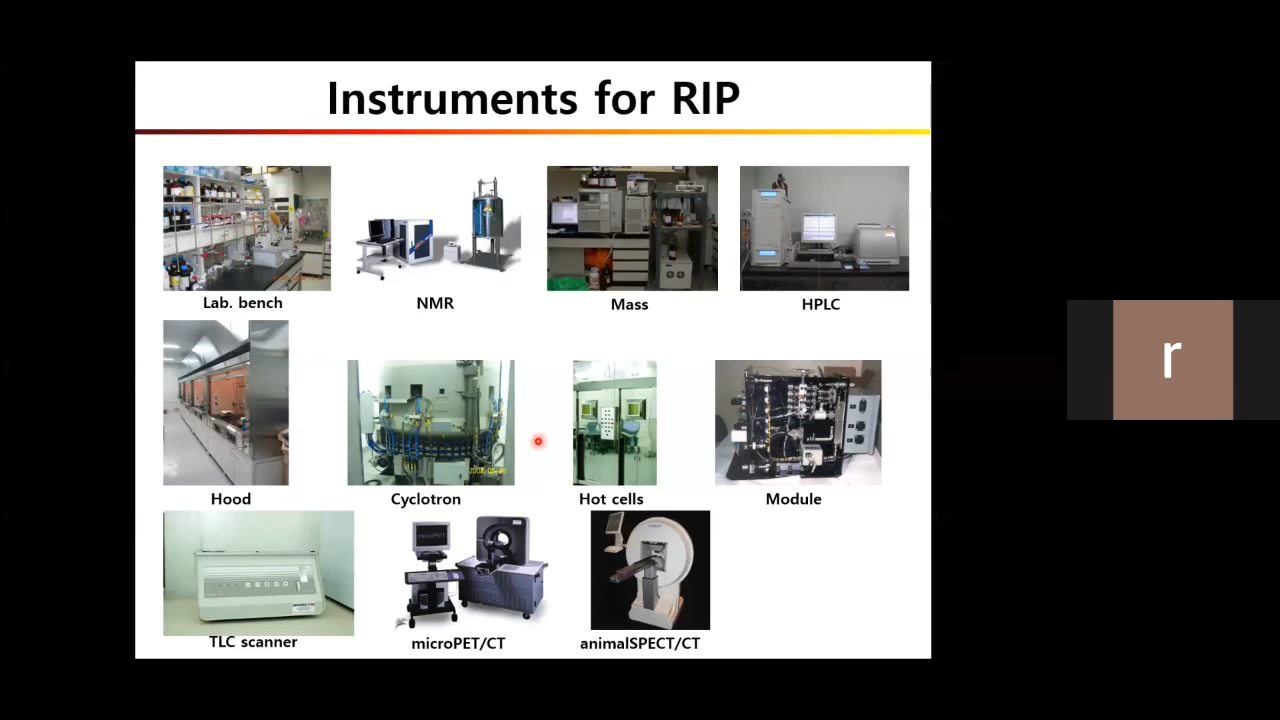 Instruments for RIP
Lab. bench
NMR
Mass
HPLC
Hood
Cyclotron
Hot cells
Module
TLC scanner
microPET/CT
animalSPECT/CT
r